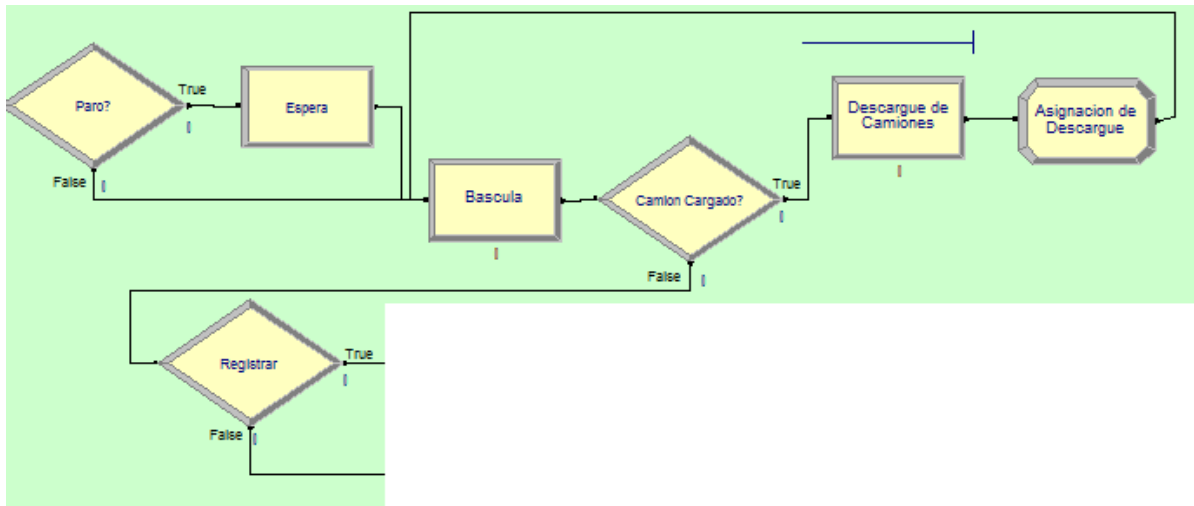 True
Paro?
Espera
False
Bascula
Camion Cargado?
True
False
Descargue de
Camiones
Asignacion de
Descargue
Registrar
True
False